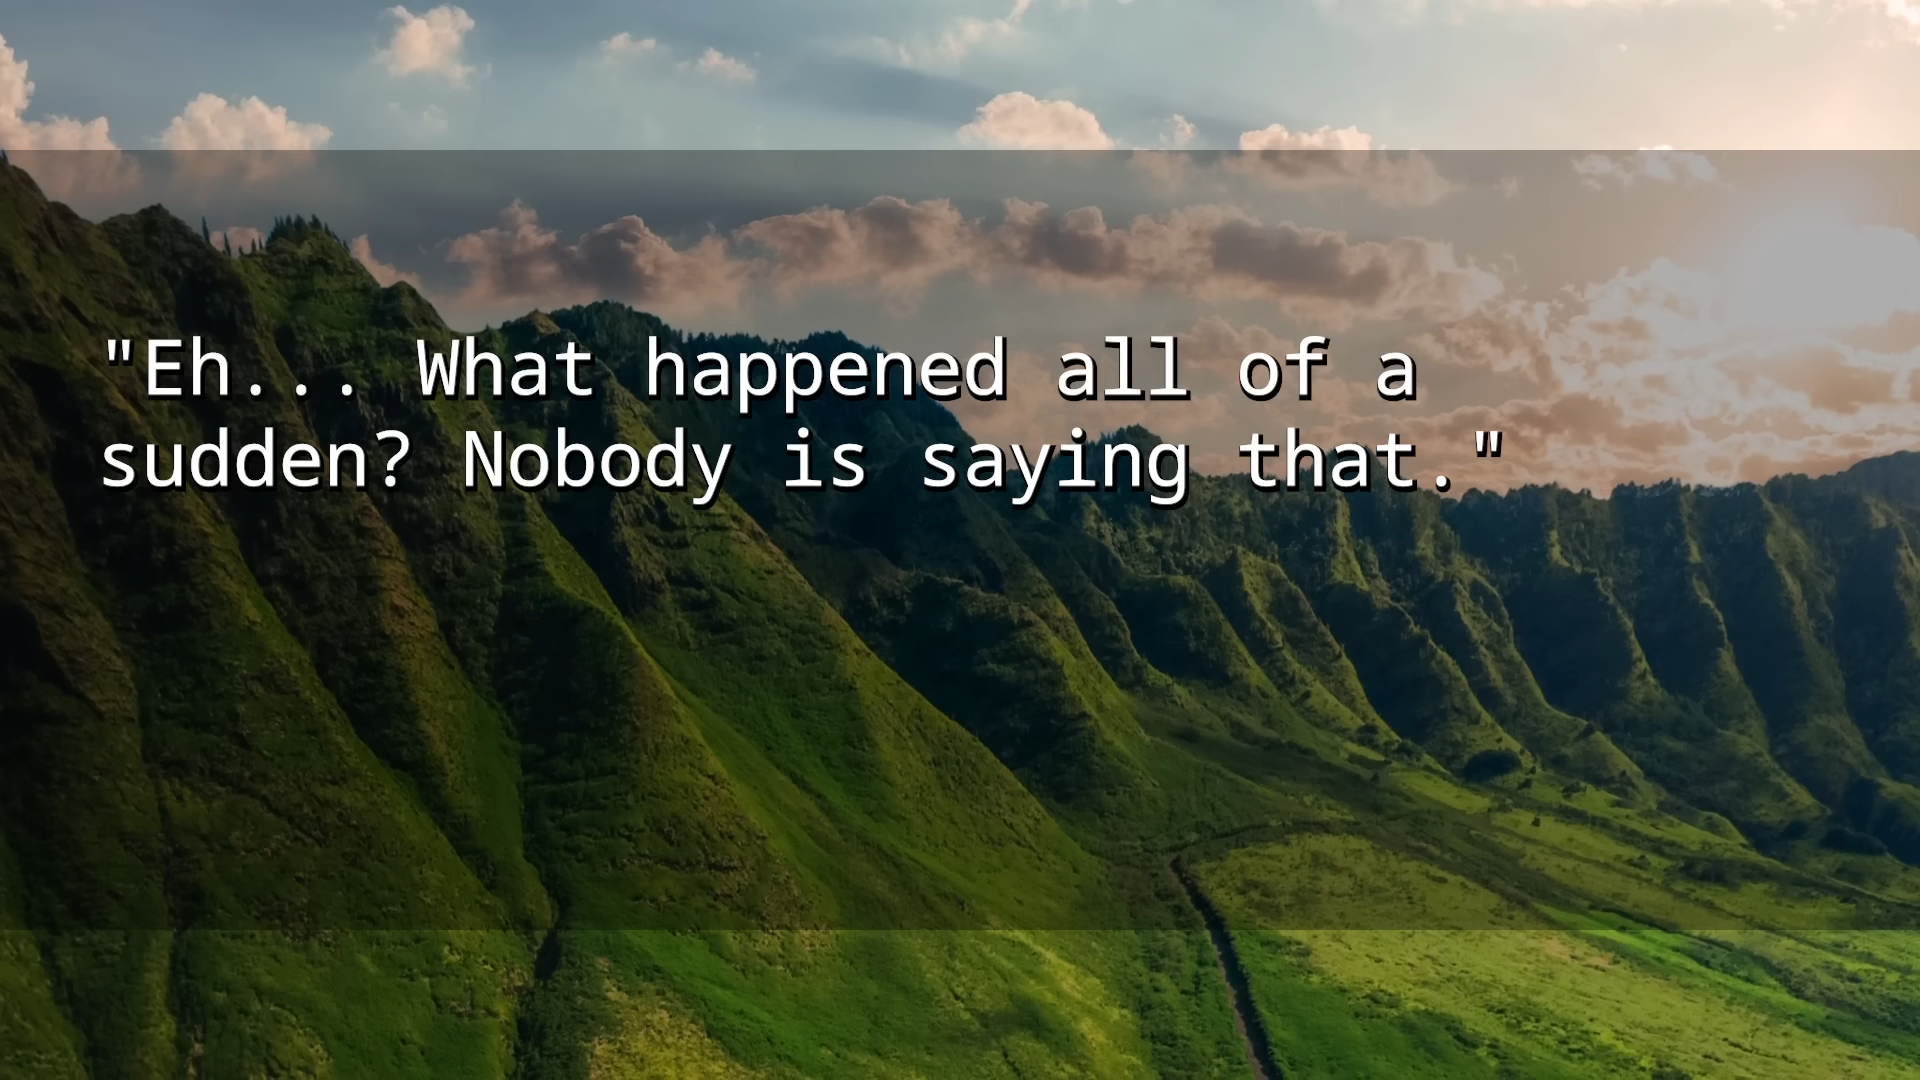 "Eh... What happened all of a
sudden? Nobody is saying that."